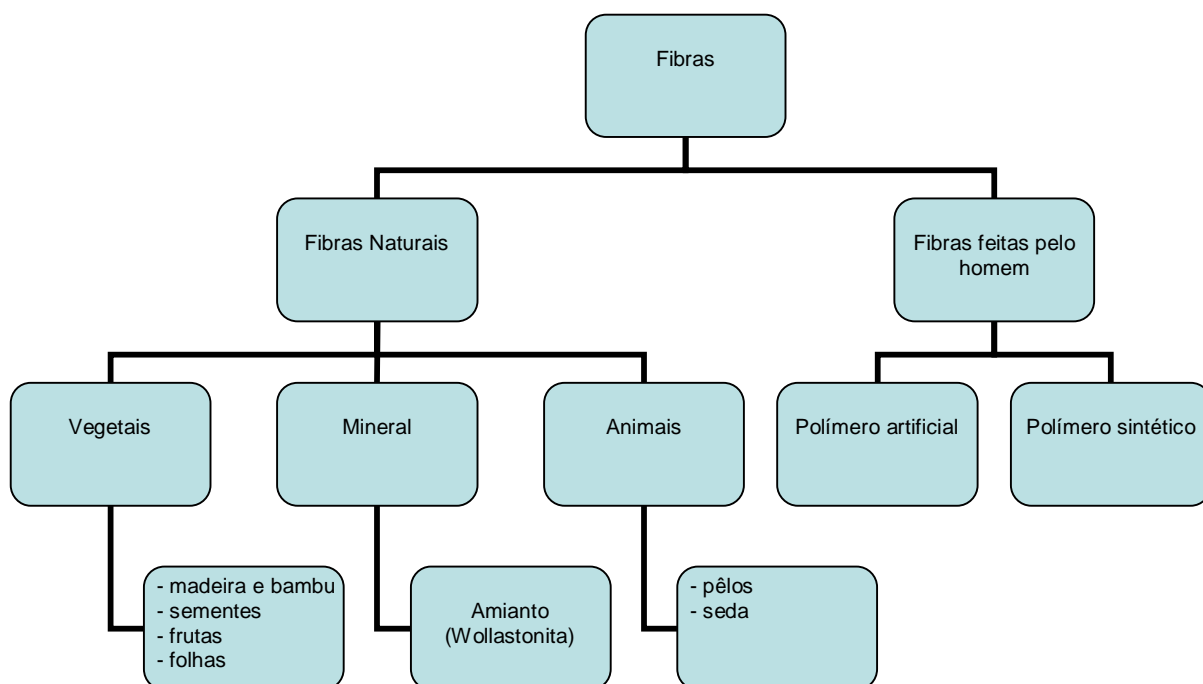 Fibras
Fibras Naturais
Fibras feitas pelo
homem
Vegetais
Mineral
Animais
Polímero artificial
Polímero sintético
- madeira e bambu
- sementes
- frutas
- folhas
Amianto
(Wollastonita)
- pêlos
- seda